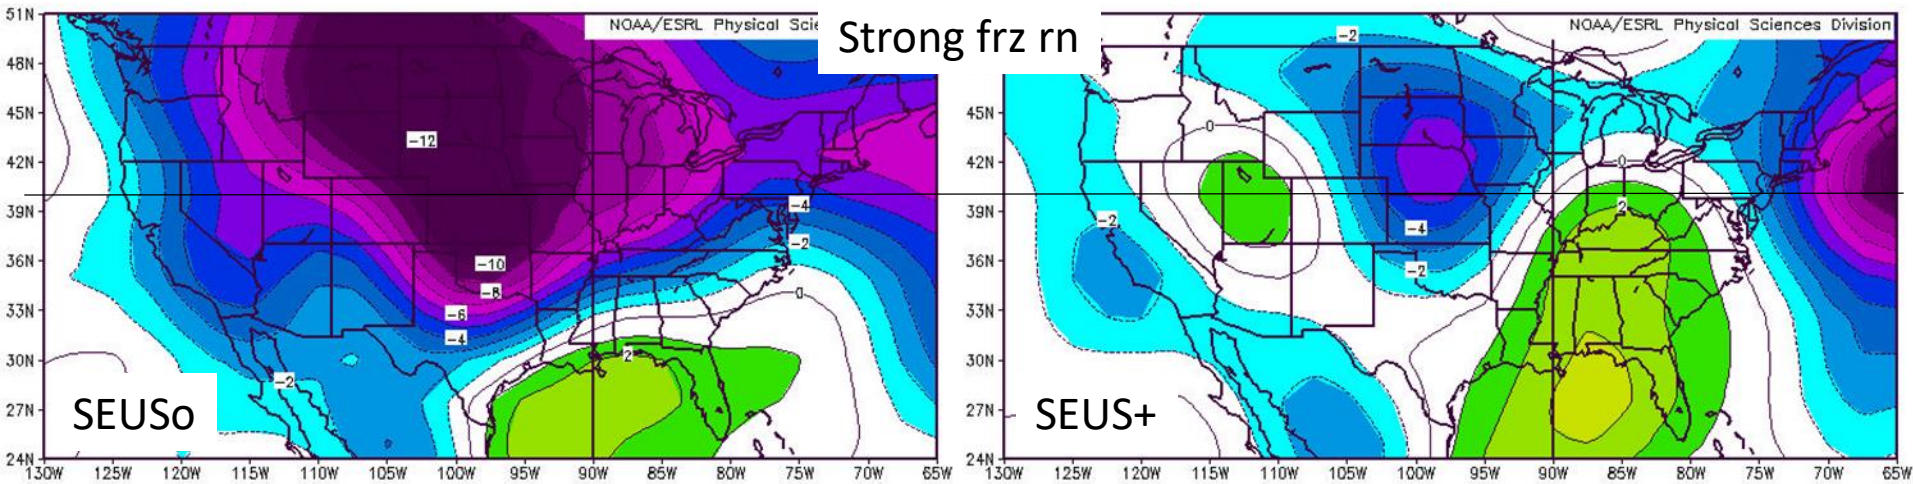 Strong frz rn
NOAA/ESRL Physical Scie
51N
48N
45N
42N
39N
36N
33N
30N
27N
24N
-12
-10
-8
-6
-4
-4
-2
0
2
-2
SEUSo
130W 125W 120W 115W 110W 105W 100W 95W 90W 85W 80W 75W 70W 65W
NOAA/ESRL Physical Sciences Division
45N
42N
39N
36N
33N
30N
27N
24N
-2
0
0
2
-2
-4
-2
SEUS+
130W 125W 120W 115W 110W 105W 100W 95W 90W 85W 80W 75W 70W 65W